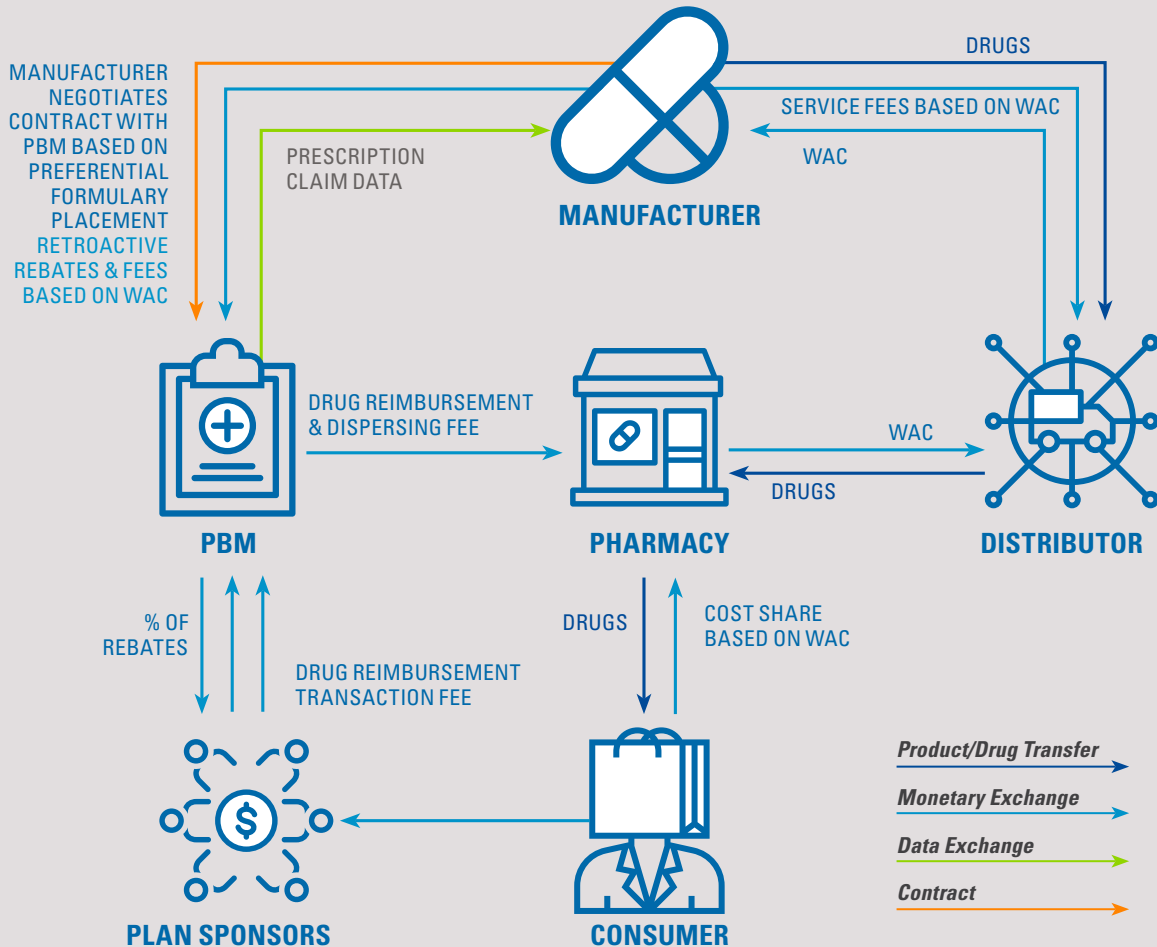 DRUGS
MANUFACTURER
NEGOTIATES
CONTRACT WITH
PBM BASED ON
PREFERENTIAL
FORMULARY
PLACEMENT
RETROACTIVE
REBATES & FEES
BASED ON WAC
PRESCRIPTION
CLAIM DATA
SERVICE FEES BASED ON WAC
WAC
MANUFACTURER
DRUG REIMBURSEMENT
& DISPERSING FEE
WAC
DRUGS
PBM
PHARMACY
DISTRIBUTOR
% OF
REBATES
DRUG REIMBURSEMENT
TRANSACTION FEE
DRUGS
COST SHARE
BASED ON WAC
$
Product/Drug Transfer
Monetary Exchange
Data Exchange
Contract
PLAN SPONSORS
CONSUMER